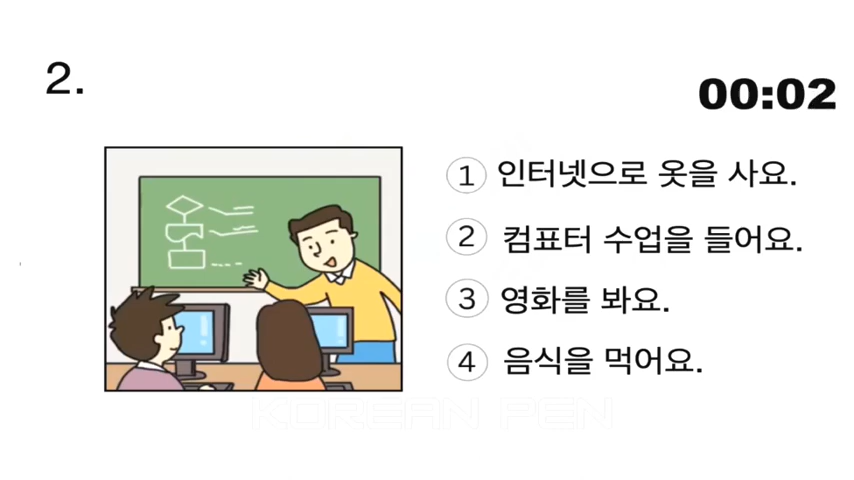 2.
00:02
① 인터넷으로 옷을 사요.
② 컴퓨터 수업을 들어요.
③ 영화를 봐요.
④ 음식을 먹어요.
KOREAN PEN